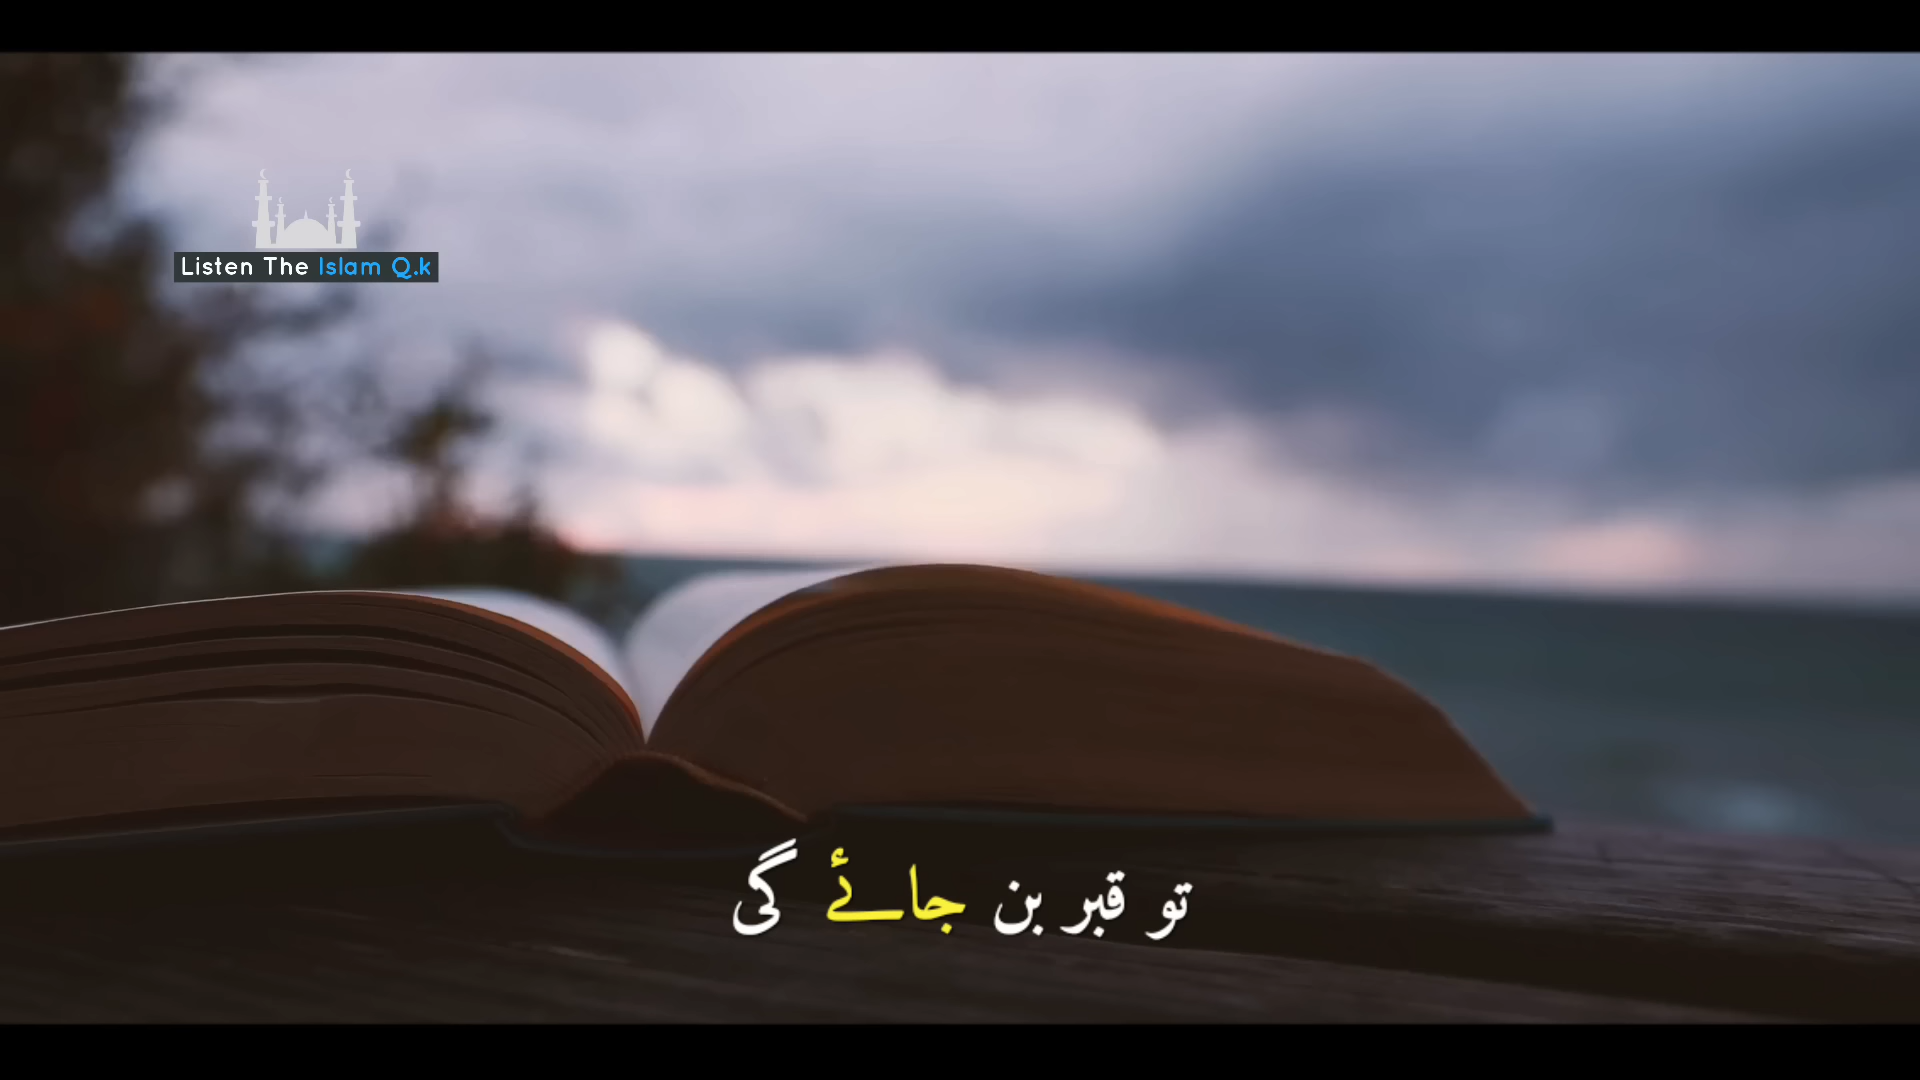 Listen The Islam Q.k
تو قبر بن جائے گی